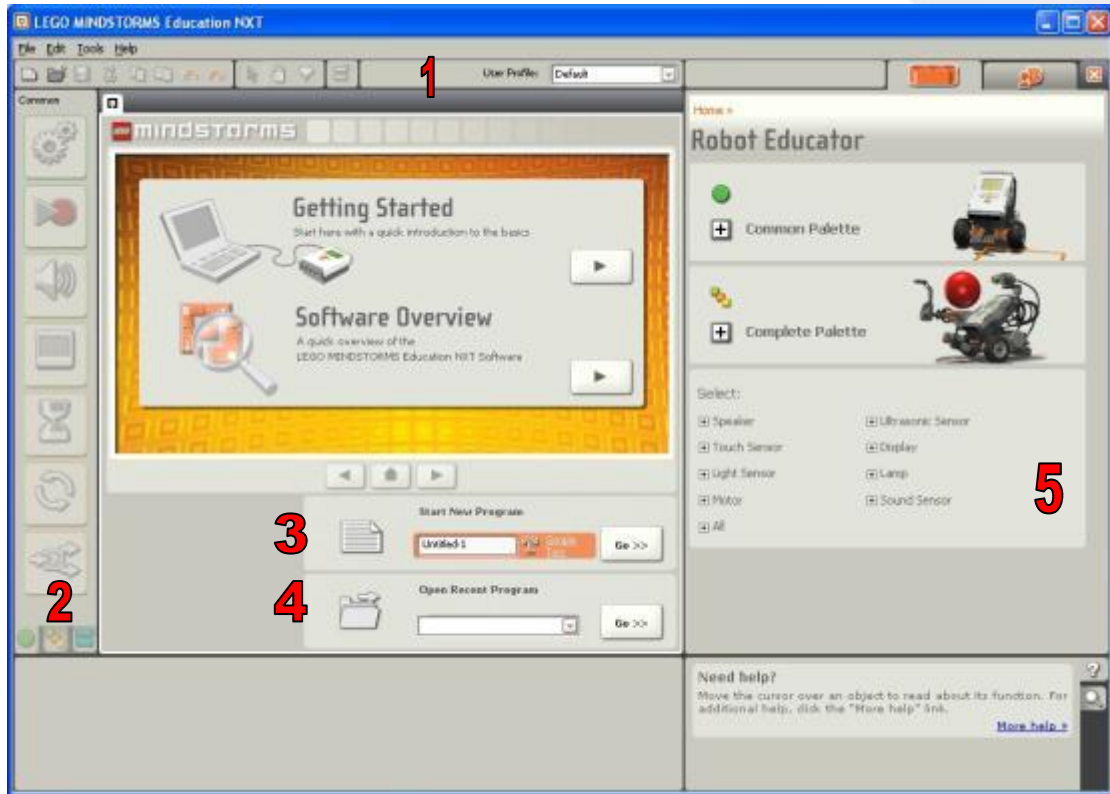 LEGO MINDSTORMS Education NXT
File Edit Tools Help
1
User Profile: Default
Common
mindstorms
Getting Started
Start here with a quick introduction to the basics
Software Overview
A quick overview of the
LEGO MINDSTORMS Education NXT Software
3
Start New Program
Untitled-1
Go >>
4
Open Recent Program
Go >>
2
Home »
Robot Educator
Common Palette
Complete Palette
Select:
Speaker Ultrasonic Sensor
Touch Sensor Display
Light Sensor Lamp
Motor Sound Sensor
All
5
Need help?
Move the cursor over an object to read about its function. For
additional help, click the "More help" link.
More help »